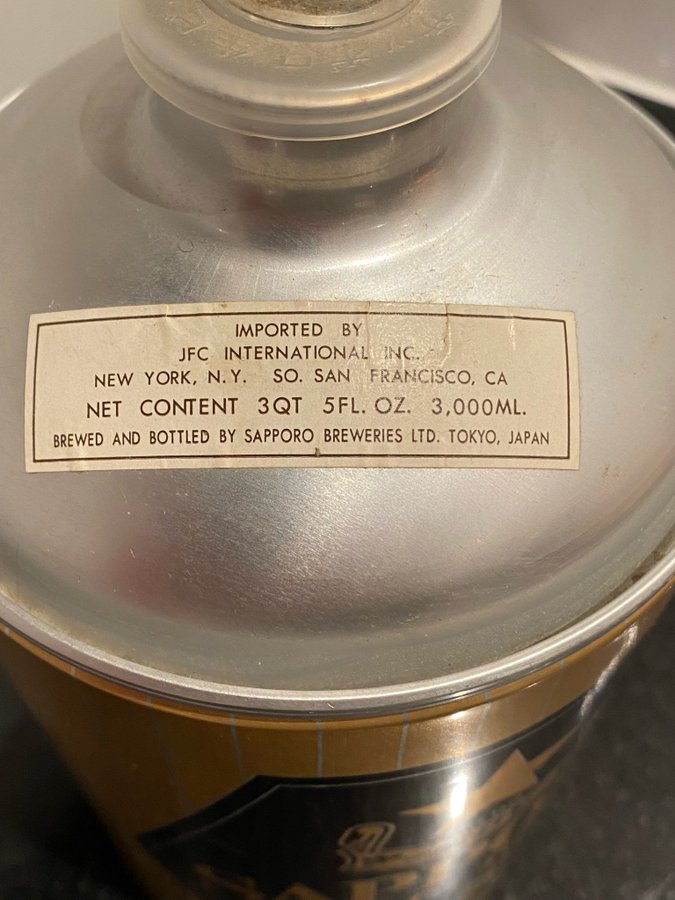 IMPORTED BY
JFC INTERNATIONAL INC.
NEW YORK, N.Y. SO. SAN FRANCISCO, CA
NET CONTENT 3QT 5FL. OZ. 3,000ML.
BREWED AND BOTTLED BY SAPPORO BREWERIES LTD. TOKYO, JAPAN